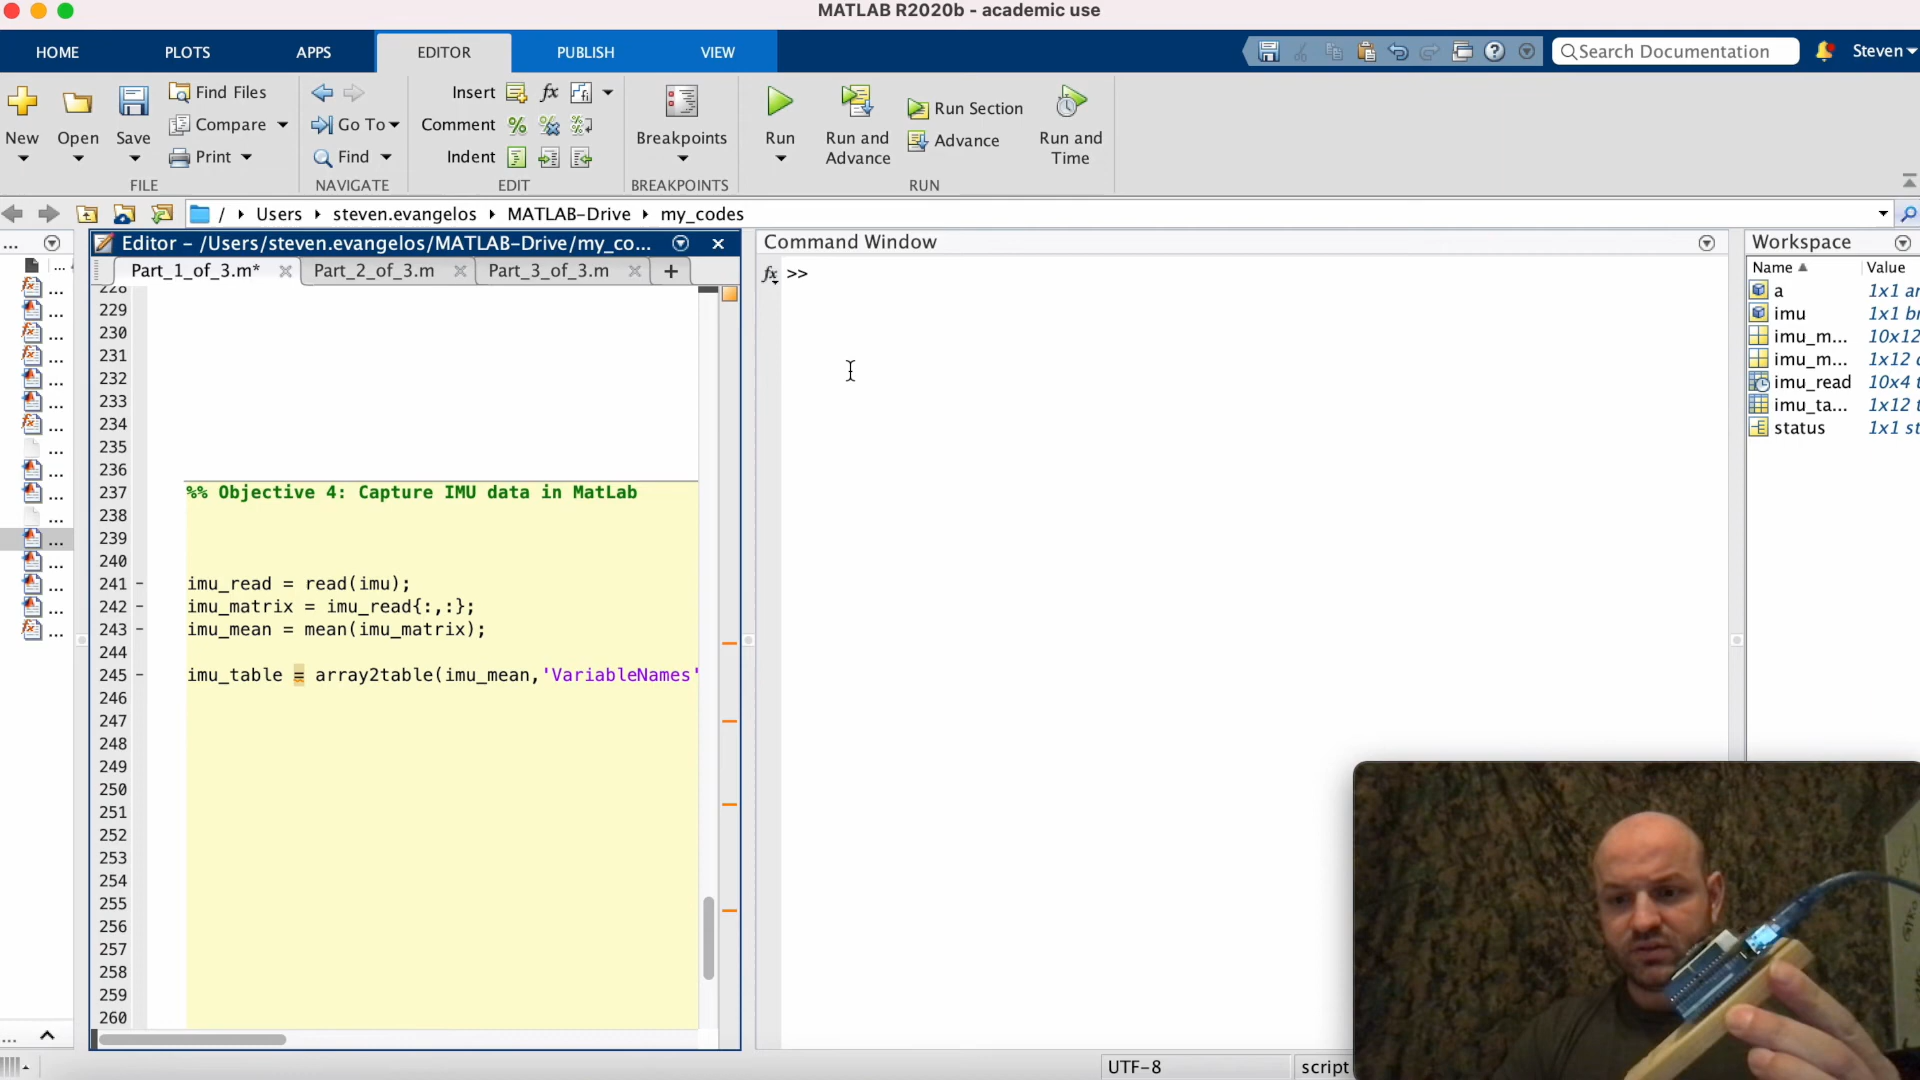 MATLAB R2020b - academic use
HOME PLOTS APPS EDITOR PUBLISH VIEW Search Documentation Steven
Find Files Insert fx
New Open Save Compare Go To Comment Breakpoints Run Run and Advance Run Section Advance Run and Time
Print Find Indent
FILE NAVIGATE EDIT BREAKPOINTS RUN
/ Users steven.evangelos MATLAB-Drive my_codes
Editor - /Users/steven.evangelos/MATLAB-Drive/my_co... Command Window Workspace
Part_1_of_3.m* Part_2_of_3.m Part_3_of_3.m + fx >> Name Value
228
229 a 1x1 ar
230 imu 1x1 br
231 imu_m... 10x12
232 imu_m... 1x12 d
233 imu_read 10x4 t
234 imu_ta... 1x12 t
235 status 1x1 st
236
237 %% Objective 4: Capture IMU data in MatLab
238
239
240
241 - imu_read = read(imu);
242 - imu_matrix = imu_read{:,:};
243 - imu_mean = mean(imu_matrix);
244
245 - imu_table = array2table(imu_mean,'VariableNames'
246
247
248
249
250
251
252
253
254
255
256
257
258
259
260
UTF-8 script